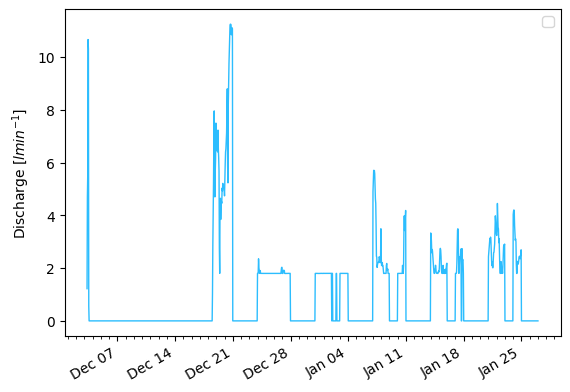 Discharge [lmin⁻¹]
10
8
6
4
2
0
Dec 07
Dec 14
Dec 21
Dec 28
Jan 04
Jan 11
Jan 18
Jan 25